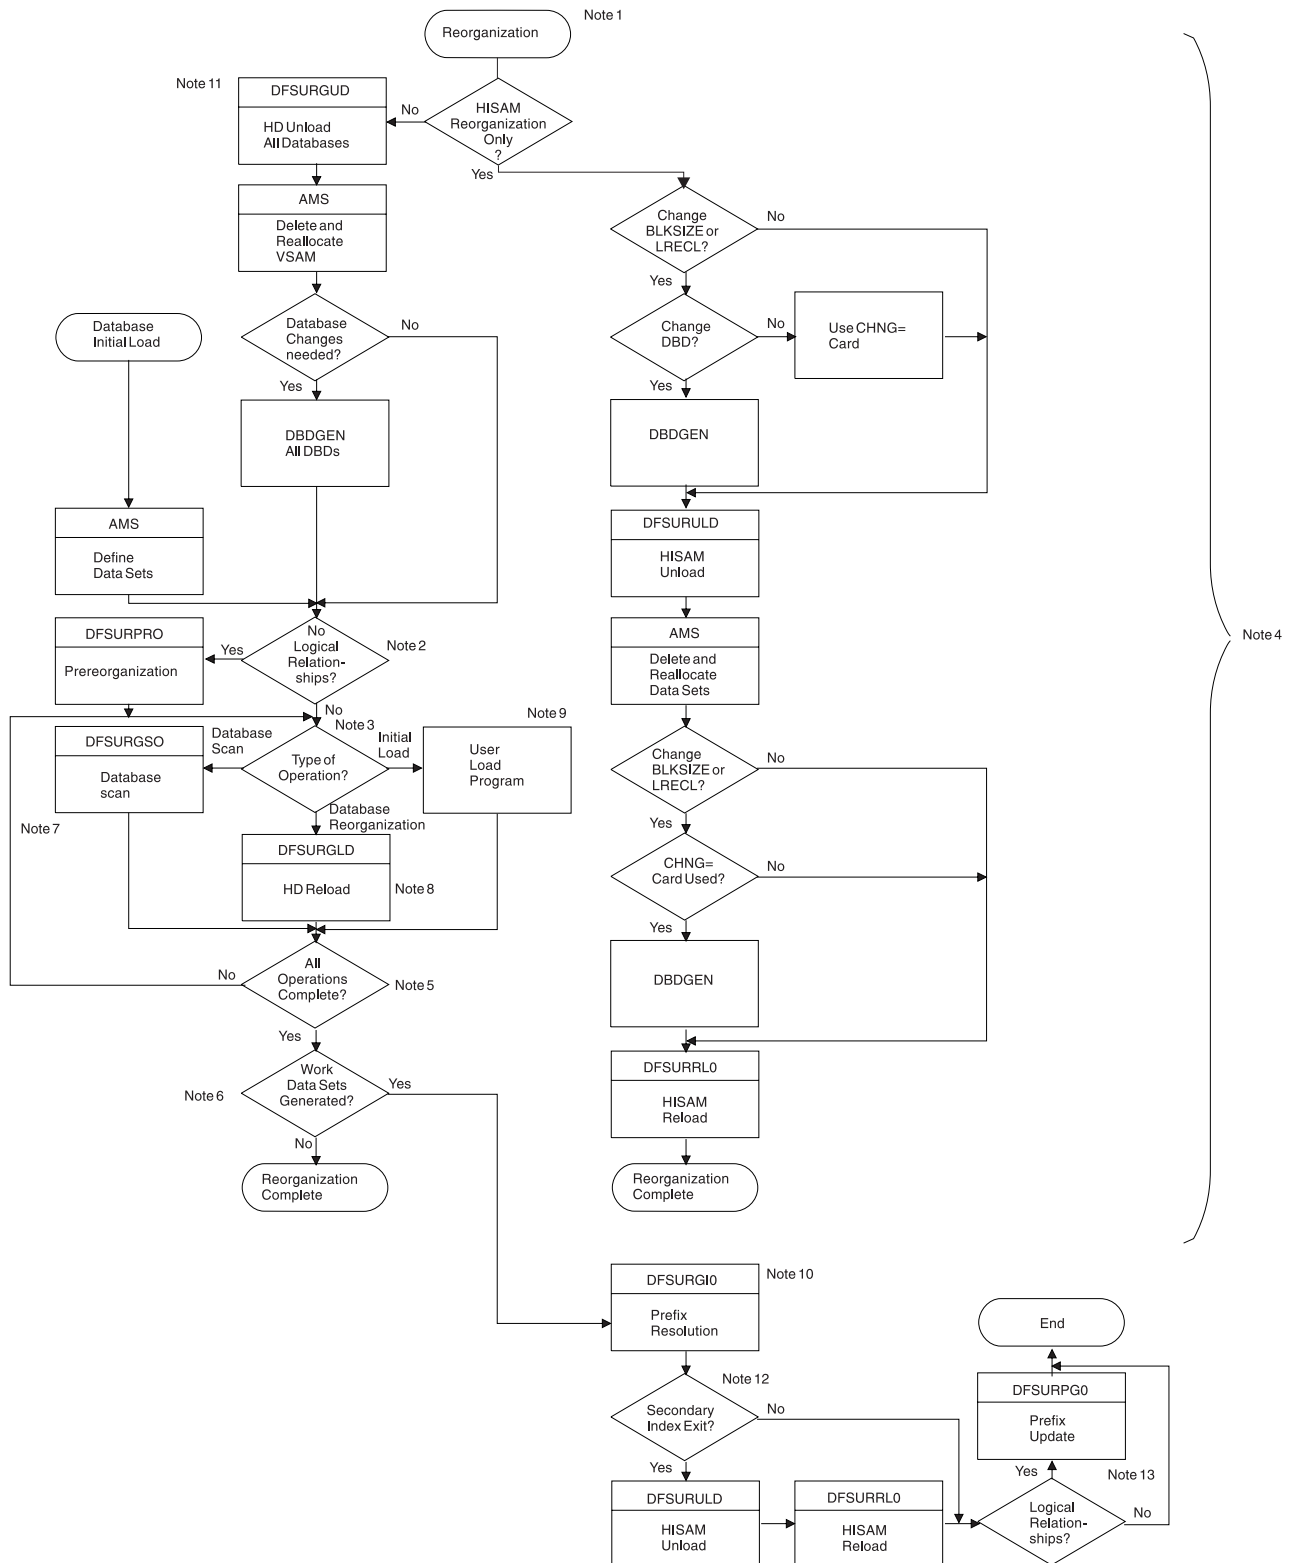 Note 1
Reorganization
Note 11
DFSURGUD
HD Unload
All Databases
No
HISAM
Reorganization
Only
?
Yes
AMS
Delete and
Reallocate
VSAM
Change
BLKSIZE or
LRECL?
No
Yes
Database
Initial Load
Database
Changes
needed?
No
Yes
Change
DBD?
No
Use CHNG=
Card
Yes
DBDGEN
All DBDs
DBDGEN
AMS
Define
Data Sets
DFSURULD
HISAM
Unload
DFSURPRO
Prereorganization
Yes
No
Logical
Relation-
ships?
Note 2
No
AMS
Delete and
Reallocate
Data Sets
Note 4
Note 3
Note 9
DFSURGSO
Database
scan
Database
Scan
Type of
Operation?
Initial
Load
User
Load
Program
Change
BLKSIZE or
LRECL?
No
Yes
Note 7
Database
Reorganization
DFSURGLD
HD Reload
Note 8
CHNG=
Card Used?
No
Yes
No
All
Operations
Complete?
Note 5
Yes
DBDGEN
Note 6
Work
Data Sets
Generated?
Yes
No
DFSURRL0
HISAM
Reload
Reorganization
Complete
Reorganization
Complete
DFSURGI0
Note 10
Prefix
Resolution
End
Note 12
Secondary
Index Exit?
No
Yes
DFSURPG0
Prefix
Update
Yes
Note 13
DFSURULD
HISAM
Unload
DFSURRL0
HISAM
Reload
Logical
Relation-
ships?
No